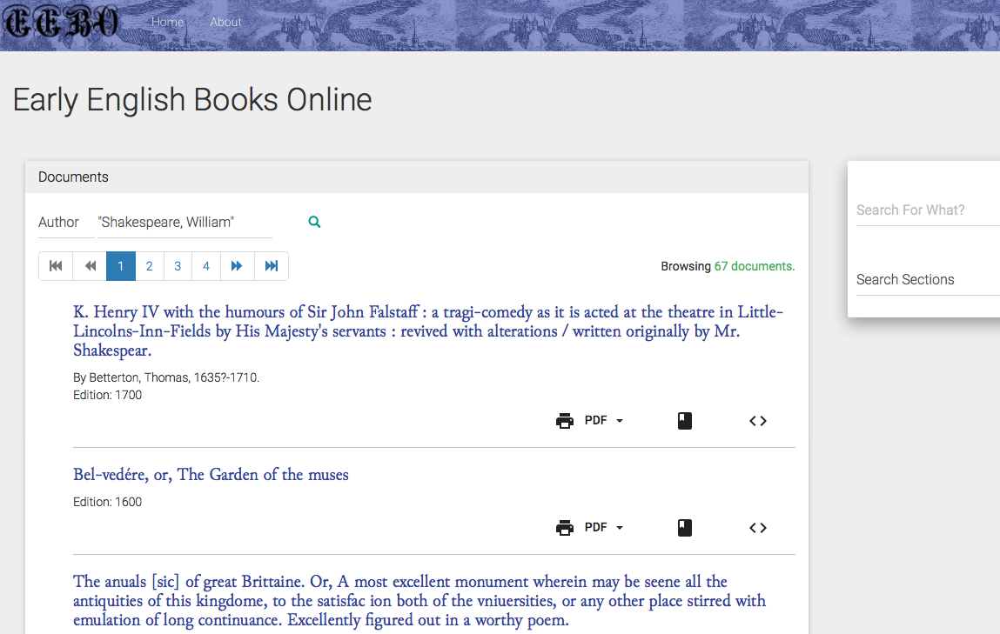 EEBO
Home About
Early English Books Online
Documents
Author "Shakespeare, William"
1 2 3 4
Browsing 67 documents.
K. Henry IV with the humours of Sir John Falstaff : a tragi-comedy as it is acted at the theatre in Little-
Lincolns-Inn-Fields by His Majesty's servants : revived with alterations / written originally by Mr.
Shakespear.
By Betterton, Thomas, 1635?-1710.
Edition: 1700
PDF
Bel-vedére, or, The Garden of the muses
Edition: 1600
PDF
The anuals [sic] of great Brittaine. Or, A most excellent monument wherein may be seene all the
antiquities of this kingdome, to the satisfac ion both of the vniuersities, or any other place stirred with
emulation of long continuance. Excellently figured out in a worthy poem.
Search For What?
Search Sections